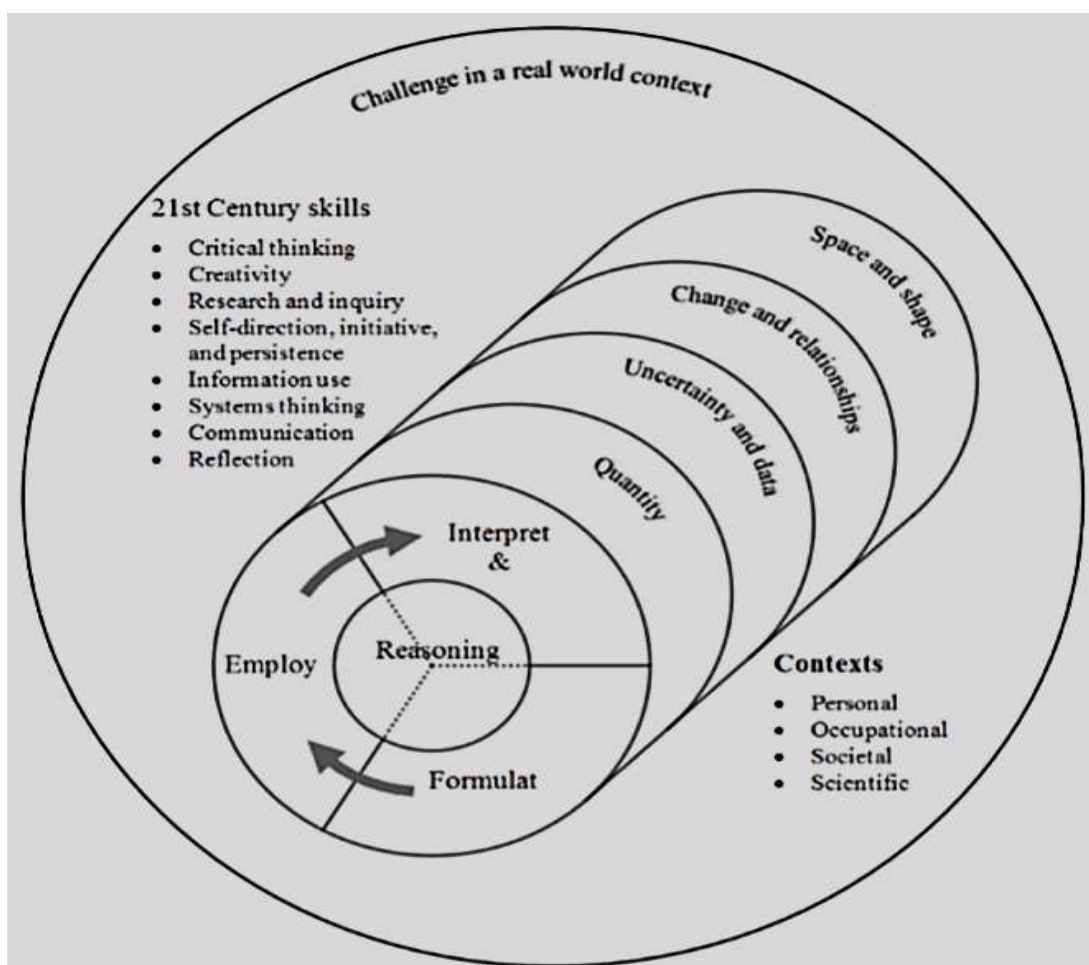 Challenge in a real world context
21st Century skills
• Critical thinking
• Creativity
• Research and inquiry
• Self-direction, initiative,
and persistence
• Information use
• Systems thinking
• Communication
• Reflection
Space and shape
Change and relationships
Uncertainty and data
Quantity
Interpret
&
Reasoning
Employ
Formulat
Contexts
• Personal
• Occupational
• Societal
• Scientific